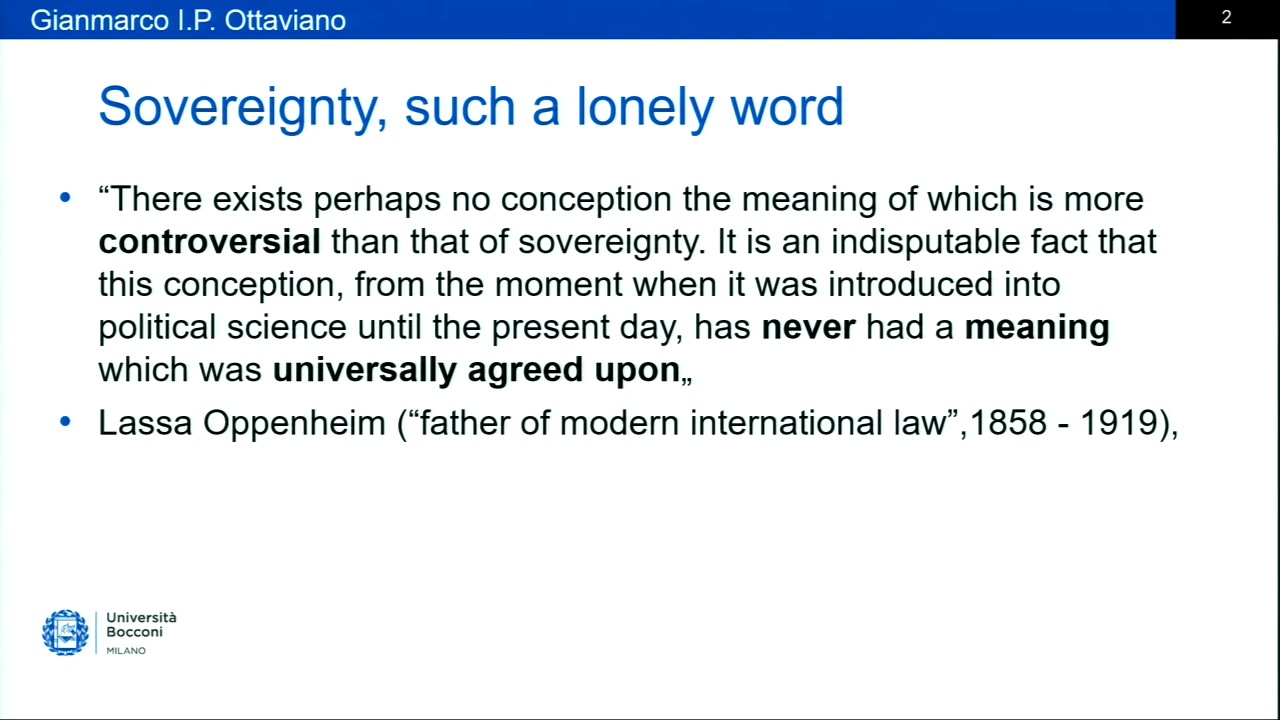 Gianmarco I.P. Ottaviano
2
Sovereignty, such a lonely word
• “There exists perhaps no conception the meaning of which is more
controversial than that of sovereignty. It is an indisputable fact that
this conception, from the moment when it was introduced into
political science until the present day, has never had a meaning
which was universally agreed upon„
• Lassa Oppenheim (“father of modern international law”,1858 - 1919),
Università
Bocconi
MILANO